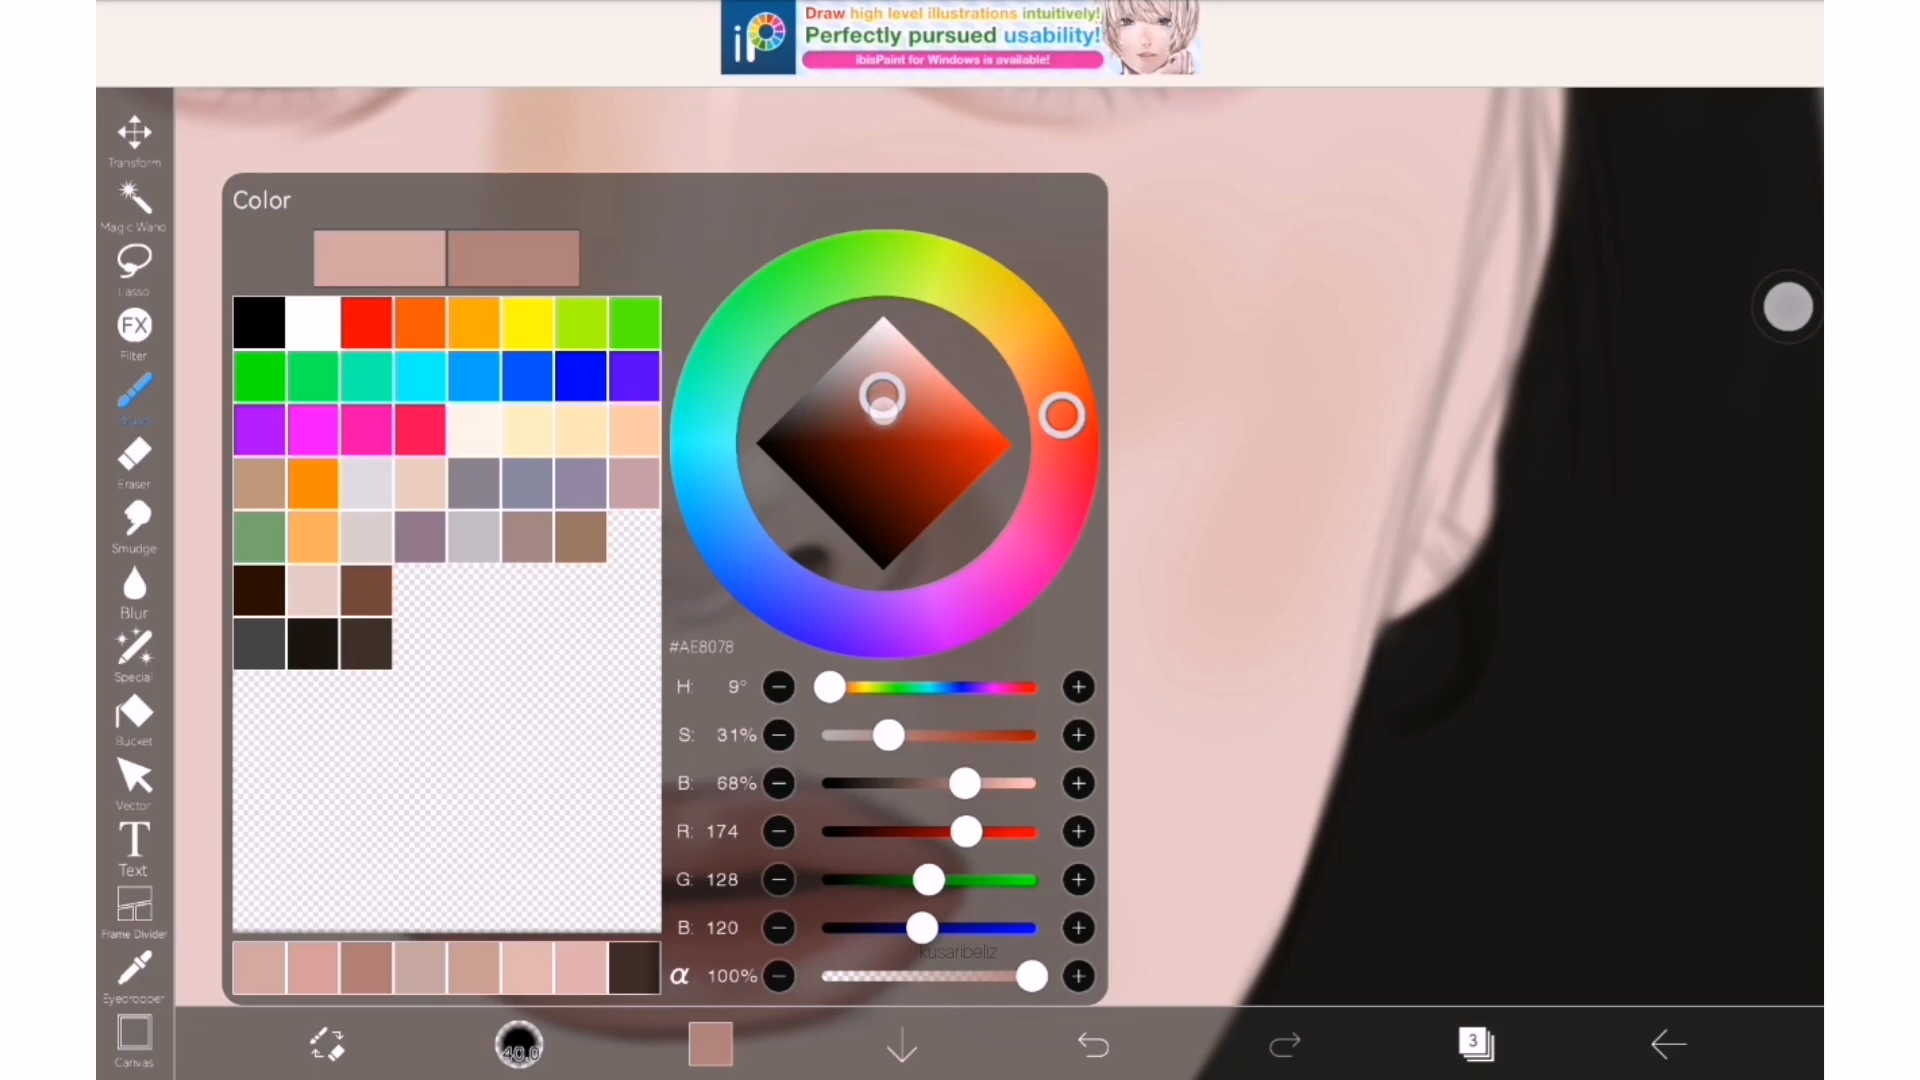 iP
Draw high level illustrations intuitively!
Perfectly pursued usability!
ibisPaint for Windows is available!
Transform
Magic Wand
Lasso
FX
Filter
Brush
Eraser
Smudge
Blur
Special
Bucket
Vector
T
Text
Frame Divider
Eyedropper
Canvas
Color
#AE8078
H: 9°
S: 31%
B: 68%
R: 174
G: 128
B: 120
kusaribeliz
α 100%
40.0
3